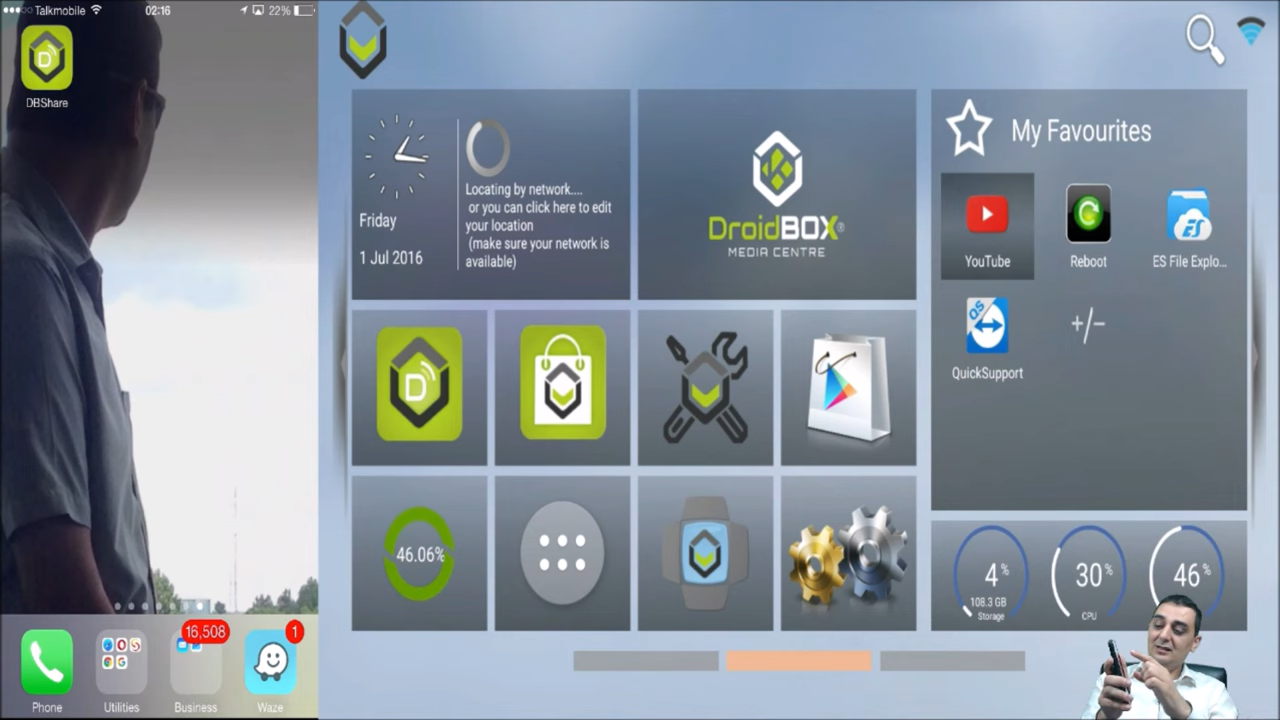 Talkmobile
02:16
22%
DBShare
16,508
1
Phone
Utilities
Business
Waze
Friday
1 Jul 2016
Locating by network....
or you can click here to edit
your location
(make sure your network is
available)
DroidBOX®
MEDIA CENTRE
D
D
46.06%
My Favourites
YouTube
Reboot
ES
ES File Explo...
QS
QuickSupport
+/-
4%
108.3 GB
Storage
30%
CPU
46%